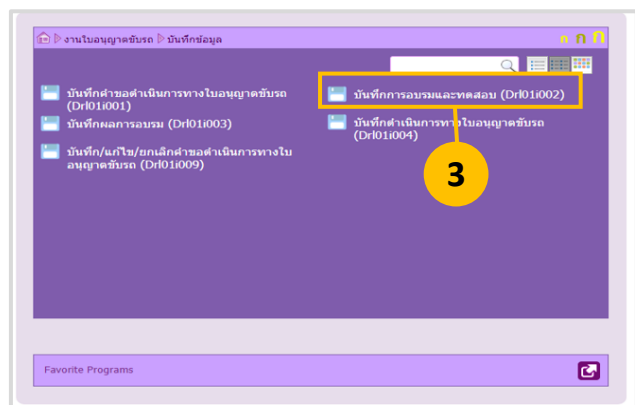 งานใบอนุญาตขับรถ บันทึกข้อมูล
ก ก ก
บันทึกคำขอดำเนินการทางใบอนุญาตขับรถ
(Drl01i001)
บันทึกการอบรมและทดสอบ (Drl01i002)
บันทึกผลการอบรม (Drl01i003)
บันทึกดำเนินการทางใบอนุญาตขับรถ
(Drl01i004)
บันทึก/แก้ไข/ยกเลิกคำขอดำเนินการทางใบ
อนุญาตขับรถ (Drl01i009)
3
Favorite Programs